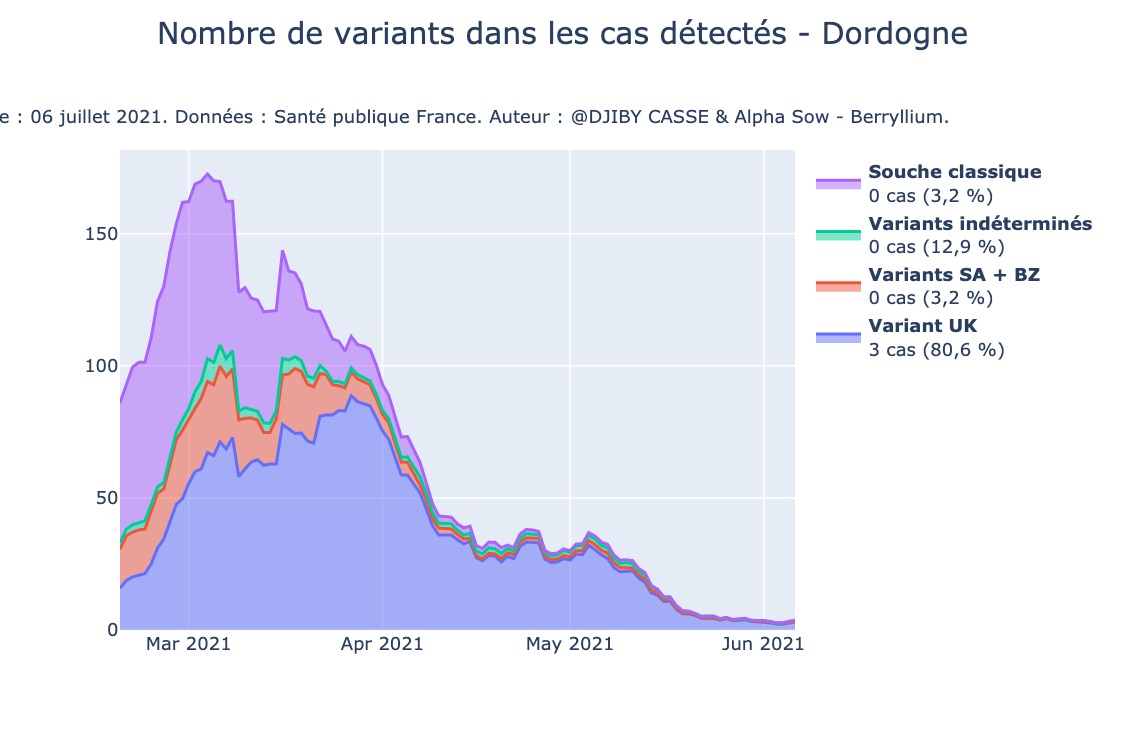 Nombre de variants dans les cas détectés - Dordogne
e : 06 juillet 2021. Données : Santé publique France. Auteur : @DJIBY CASSE & Alpha Sow - Berryllium.
Souche classique
0 cas (3,2 %)
Variants indéterminés
0 cas (12,9 %)
Variants SA + BZ
0 cas (3,2 %)
Variant UK
3 cas (80,6 %)
150
100
50
0
Mar 2021
Apr 2021
May 2021
Jun 2021